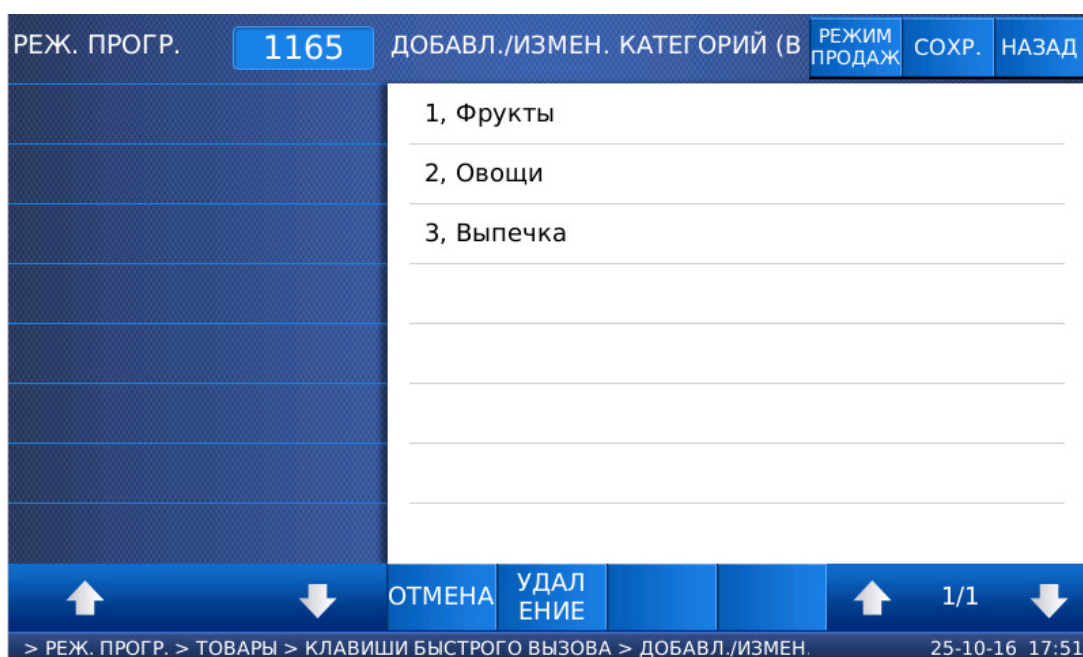 РЕЖ. ПРОГР. 1165 ДОБАВЛ./ИЗМЕН. КАТЕГОРИЙ (В
РЕЖИМ
ПРОДАЖ
СОХР.
НАЗАД
1, Фрукты
2, Овощи
3, Выпечка
ОТМЕНА
УДАЛ
ЕНИЕ
1/1
> РЕЖ. ПРОГР. > ТОВАРЫ > КЛАВИШИ БЫСТРОГО ВЫЗОВА > ДОБАВЛ./ИЗМЕН. 25-10-16 17:51